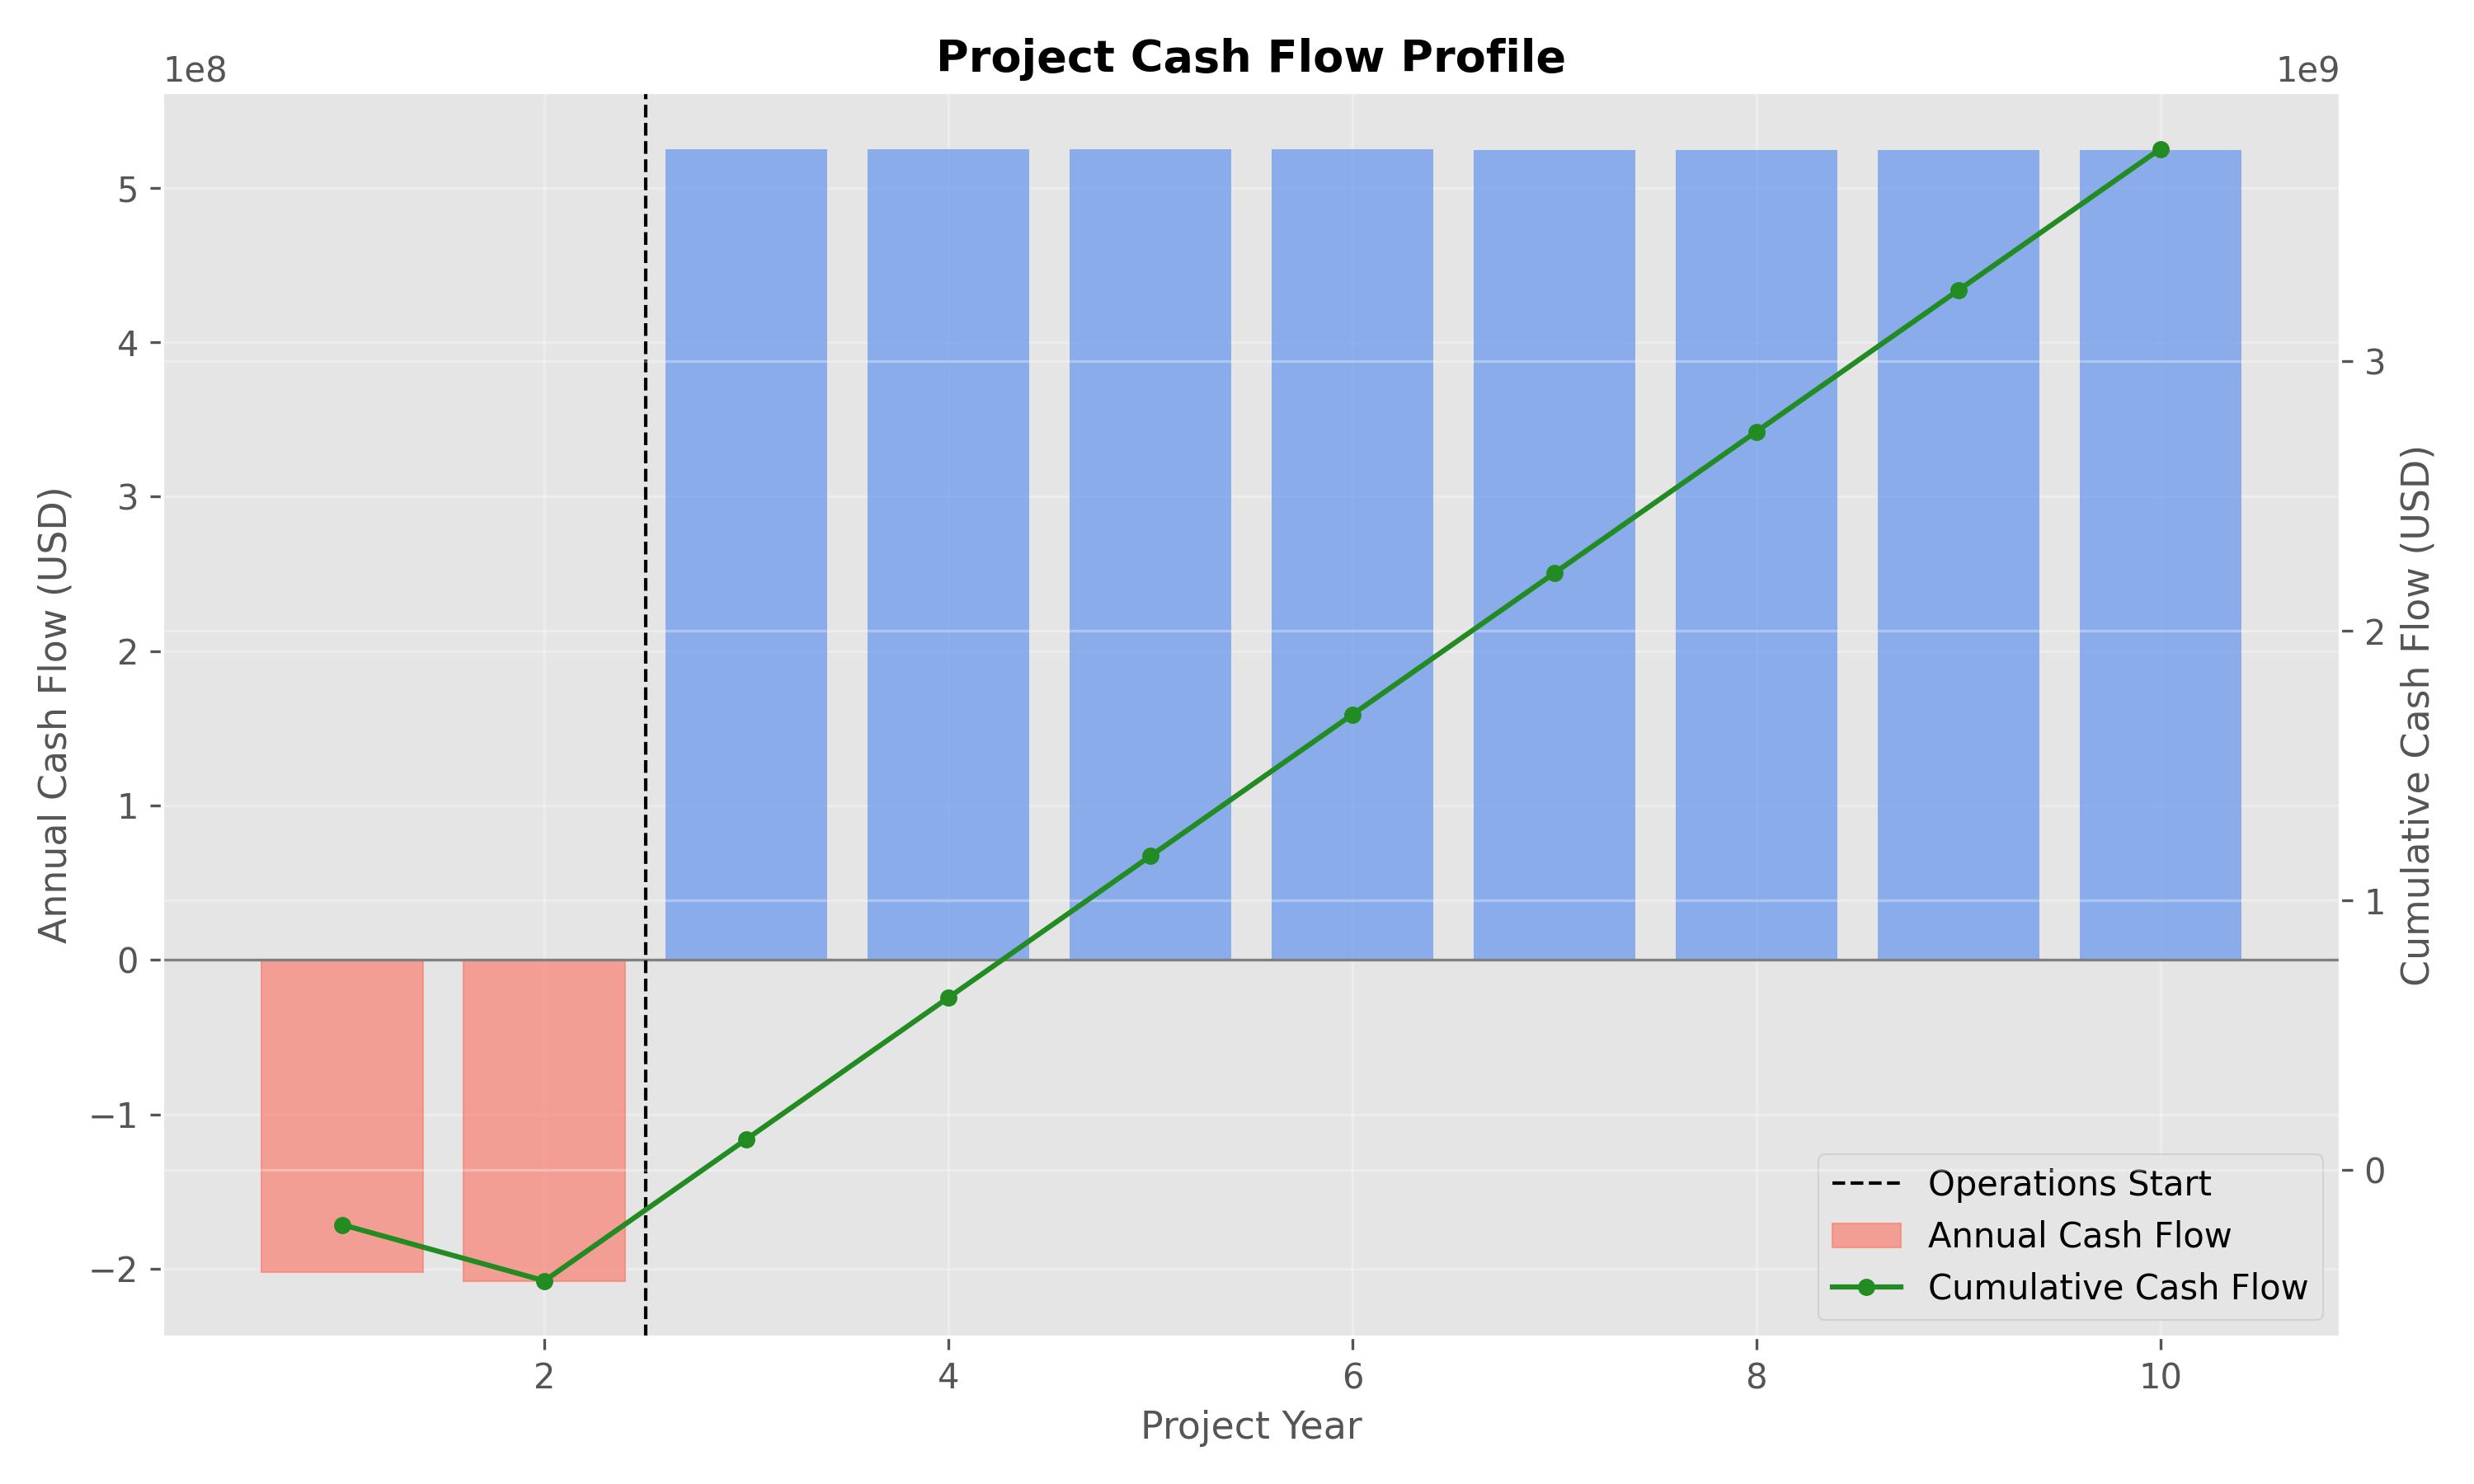 Project Cash Flow Profile
1e8
1e9
5
4
3
2
1
0
−1
−2
Annual Cash Flow (USD)
3
2
1
0
Cumulative Cash Flow (USD)
Operations Start
Annual Cash Flow
Cumulative Cash Flow
2
4
6
8
10
Project Year